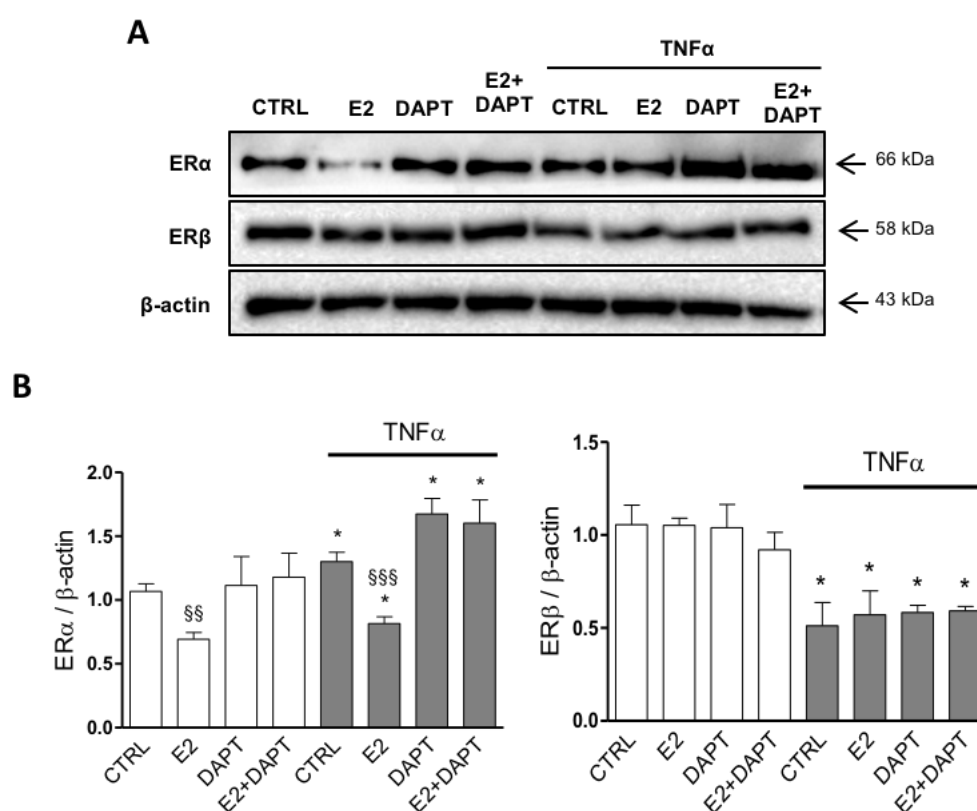 A
TNFα
CTRL E2 DAPT E2+ DAPT CTRL E2 DAPT E2+ DAPT
ERα 66 kDa
ERβ 58 kDa
β-actin 43 kDa
B
TNFα
ERα / β-actin
2.0
1.5
1.0
0.5
0.0
§§
*
§§§
*
*
*
CTRL E2 DAPT E2+DAPT CTRL E2 DAPT E2+DAPT
TNFα
ERβ / β-actin
1.5
1.0
0.5
0.0
* * * *
CTRL E2 DAPT E2+DAPT CTRL E2 DAPT E2+DAPT